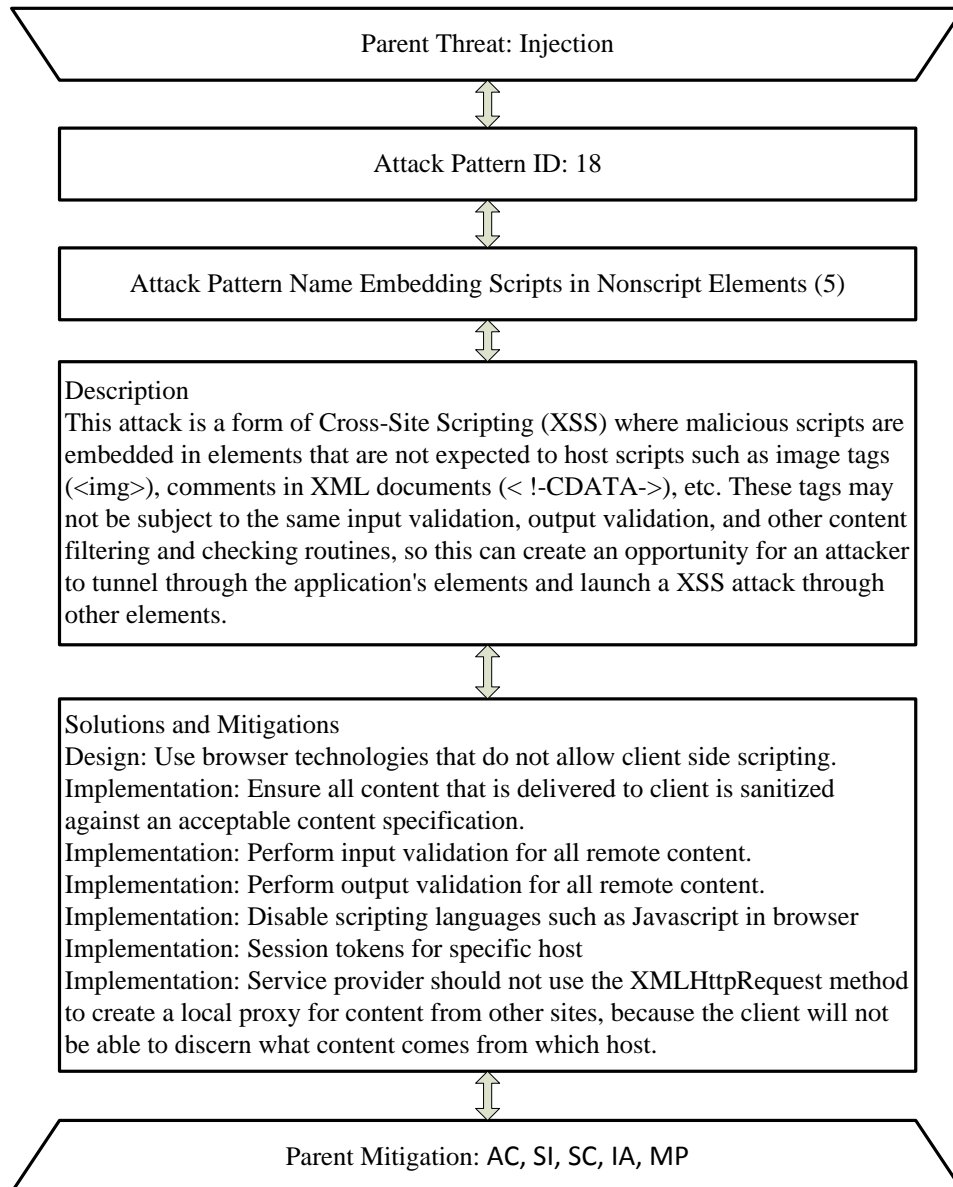 Parent Threat: Injection
Attack Pattern ID: 18
Attack Pattern Name Embedding Scripts in Nonscript Elements (5)
Description
This attack is a form of Cross-Site Scripting (XSS) where malicious scripts are
embedded in elements that are not expected to host scripts such as image tags
(<img>), comments in XML documents (< !-CDATA->), etc. These tags may
not be subject to the same input validation, output validation, and other content
filtering and checking routines, so this can create an opportunity for an attacker
to tunnel through the application's elements and launch a XSS attack through
other elements.
Solutions and Mitigations
Design: Use browser technologies that do not allow client side scripting.
Implementation: Ensure all content that is delivered to client is sanitized
against an acceptable content specification.
Implementation: Perform input validation for all remote content.
Implementation: Perform output validation for all remote content.
Implementation: Disable scripting languages such as Javascript in browser
Implementation: Session tokens for specific host
Implementation: Service provider should not use the XMLHttpRequest method
to create a local proxy for content from other sites, because the client will not
be able to discern what content comes from which host.
Parent Mitigation: AC, SI, SC, IA, MP